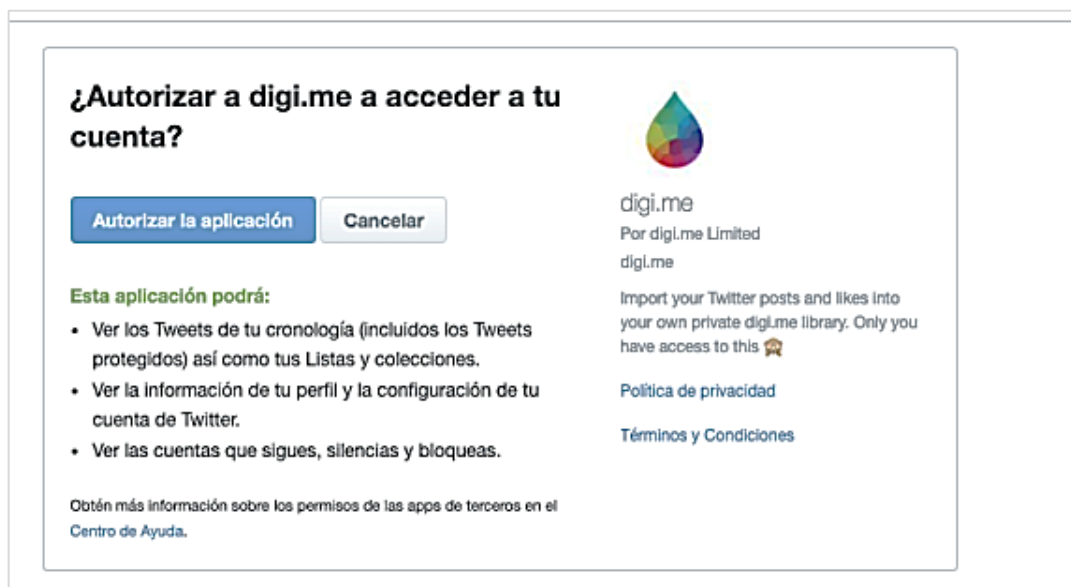 ¿Autorizar a digi.me a acceder a tu
cuenta?
Autorizar la aplicación
Cancelar
Esta aplicación podrá:
• Ver los Tweets de tu cronología (incluidos los Tweets
protegidos) así como tus Listas y colecciones.
• Ver la información de tu perfil y la configuración de tu
cuenta de Twitter.
• Ver las cuentas que sigues, silencias y bloqueas.
Obtén más información sobre los permisos de las apps de terceros en el
Centro de Ayuda.
digi.me
Por digi.me Limited
digi.me
Import your Twitter posts and likes into
your own private digi.me library. Only you
have access to this 🙈
Política de privacidad
Términos y Condiciones